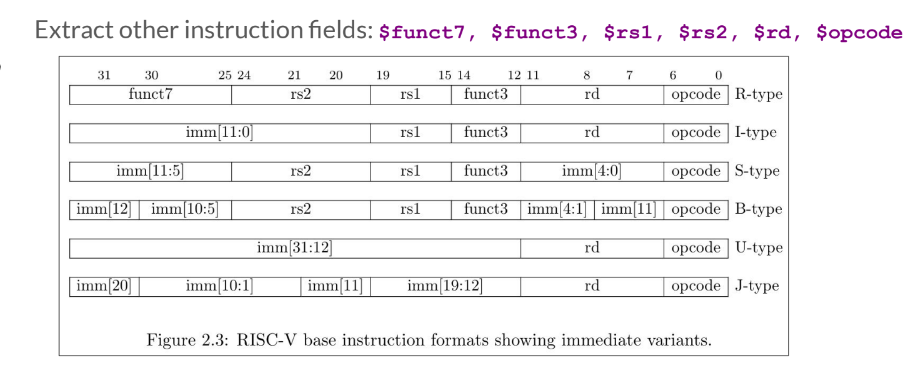 Extract other instruction fields: $funct7, $funct3, $rs1, $rs2, $rd, $opcode
31 30 25 24 21 20 19 15 14 12 11 8 7 6 0
funct7 rs2 rs1 funct3 rd opcode R-type
imm[11:0] rs1 funct3 rd opcode I-type
imm[11:5] rs2 rs1 funct3 imm[4:0] opcode S-type
imm[12] imm[10:5] rs2 rs1 funct3 imm[4:1] imm[11] opcode B-type
imm[31:12] rd opcode U-type
imm[20] imm[10:1] imm[11] imm[19:12] rd opcode J-type
Figure 2.3: RISC-V base instruction formats showing immediate variants.